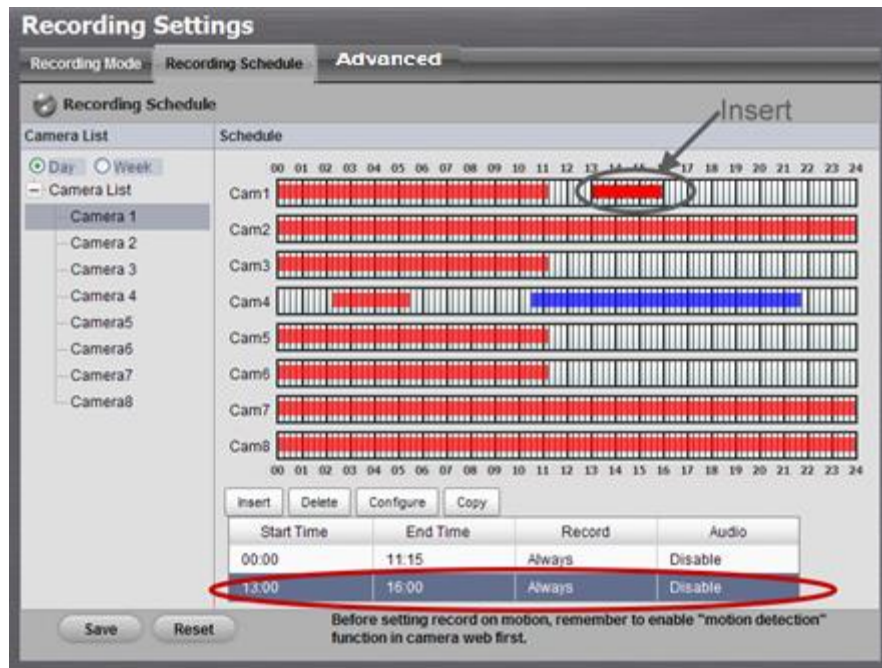 Recording Settings
Recording Mode Recording Schedule Advanced
Recording Schedule
Insert
Camera List Schedule
Day Week
Camera List
Camera 1
Camera 2
Camera 3
Camera 4
Camera5
Camera6
Camera7
Camera8
00 01 02 03 04 05 06 07 08 09 10 11 12 13 14 15 17 18 19 20 21 22 23 24
Cam1
Cam2
Cam3
Cam4
Cam5
Cam6
Cam7
Cam8
00 01 02 03 04 05 06 07 08 09 10 11 12 13 14 15 16 17 18 19 20 21 22 23 24
Insert Delete Configure Copy
Start Time End Time Record Audio
00:00 11:15 Always Disable
13:00 16:00 Always Disable
Save Reset
Before setting record on motion, remember to enable "motion detection"
function in camera web first.